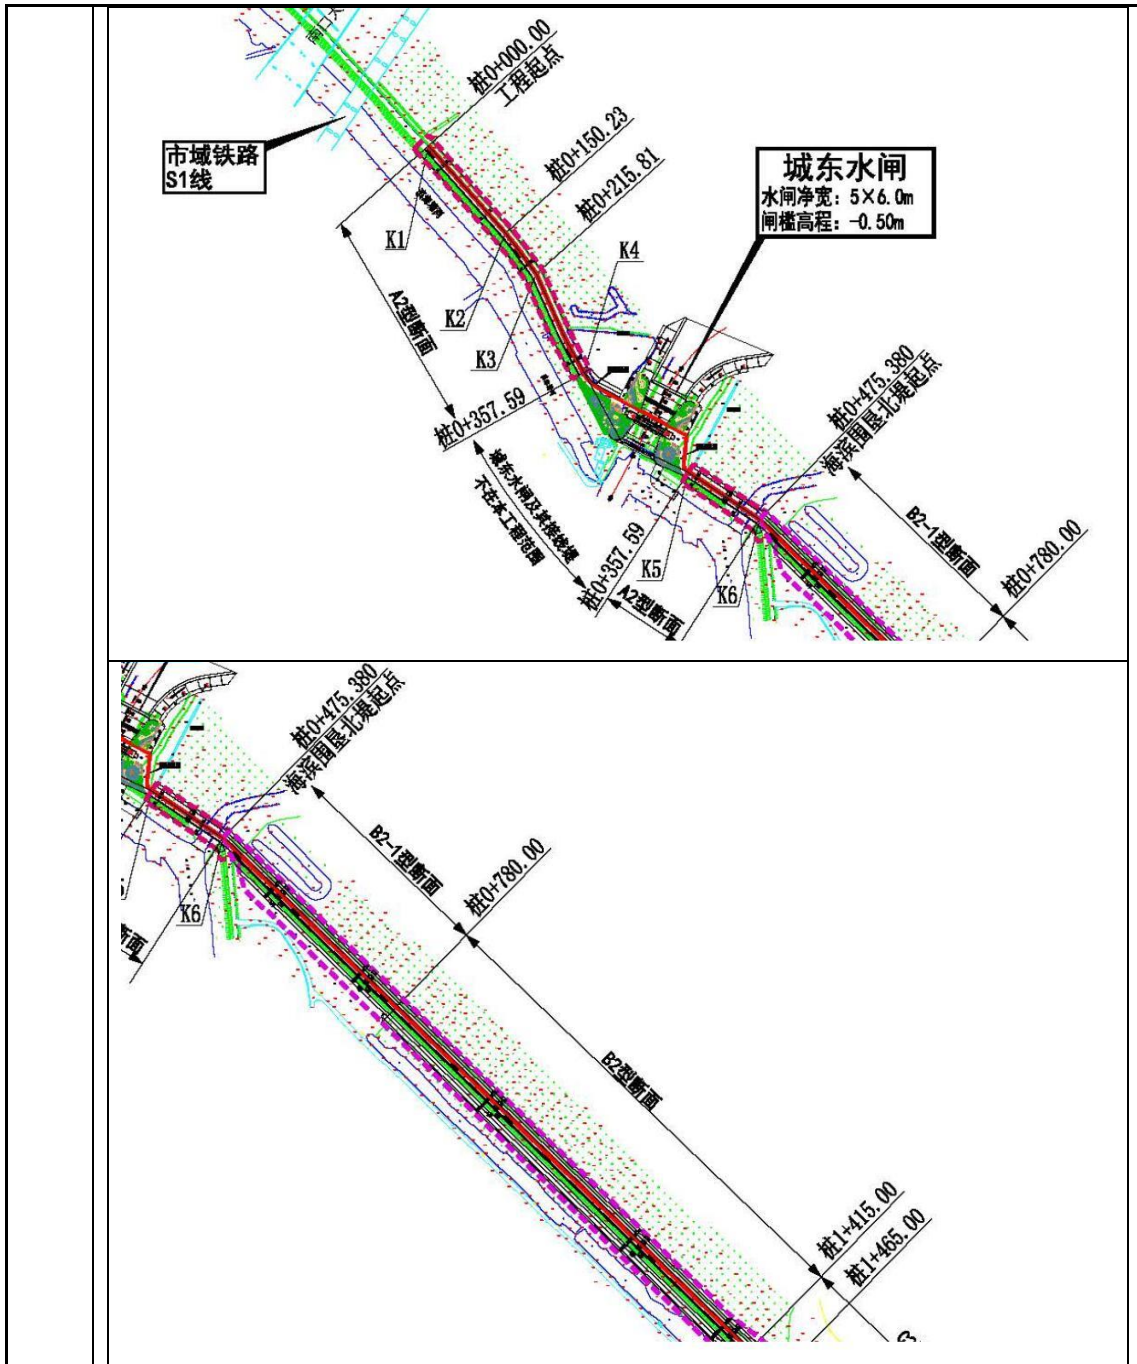 桩0+000.00
工程起点
市域铁路
S1线
桩0+150.23
桩0+215.81
城东水闸
水闸净宽：5×6.0m
闸槛高程：-0.50m
K1
K4
A2型断面
K2
K3
桩0+357.59
桩0+475.380
海滨围垦北堤起点
城东水闸及其接线堤
不在本工程范围
B2-1型断面
桩0+780.00
桩0+357.59
K5
K6
A2型断面
桩0+475.380
海滨围垦北堤起点
B2-1型断面
桩0+780.00
K6
断面
B2型断面
桩1+415.00
桩1+465.00